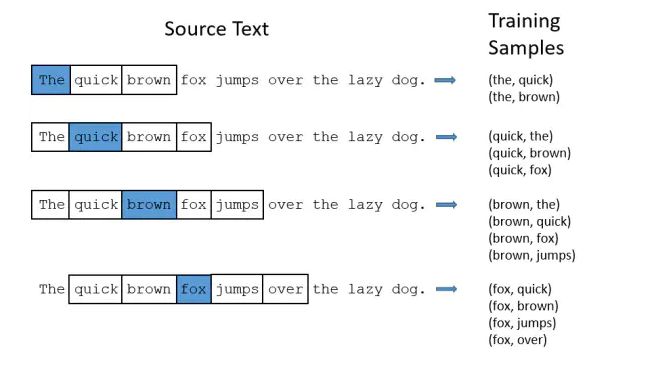 Source Text
Training
Samples
The quick brown fox jumps over the lazy dog.
(the, quick)
(the, brown)
The quick brown fox jumps over the lazy dog.
(quick, the)
(quick, brown)
(quick, fox)
The quick brown fox jumps over the lazy dog.
(brown, the)
(brown, quick)
(brown, fox)
(brown, jumps)
The quick brown fox jumps over the lazy dog.
(fox, quick)
(fox, brown)
(fox, jumps)
(fox, over)